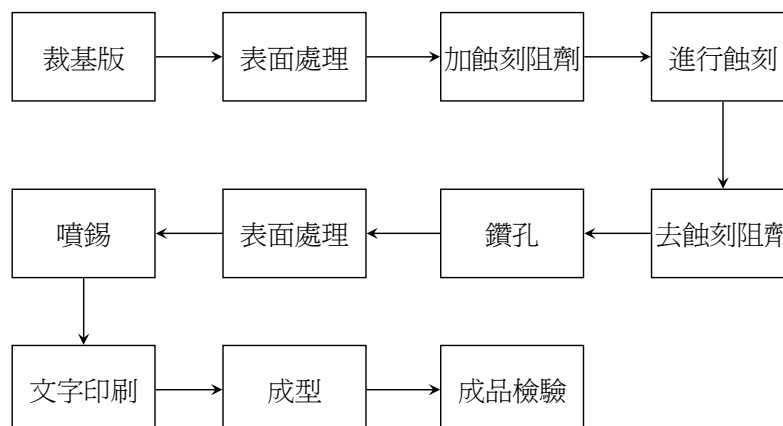 裁基版
表面處理
加蝕刻阻劑
進行蝕刻
去蝕刻阻劑
鑽孔
表面處理
噴錫
文字印刷
成型
成品檢驗